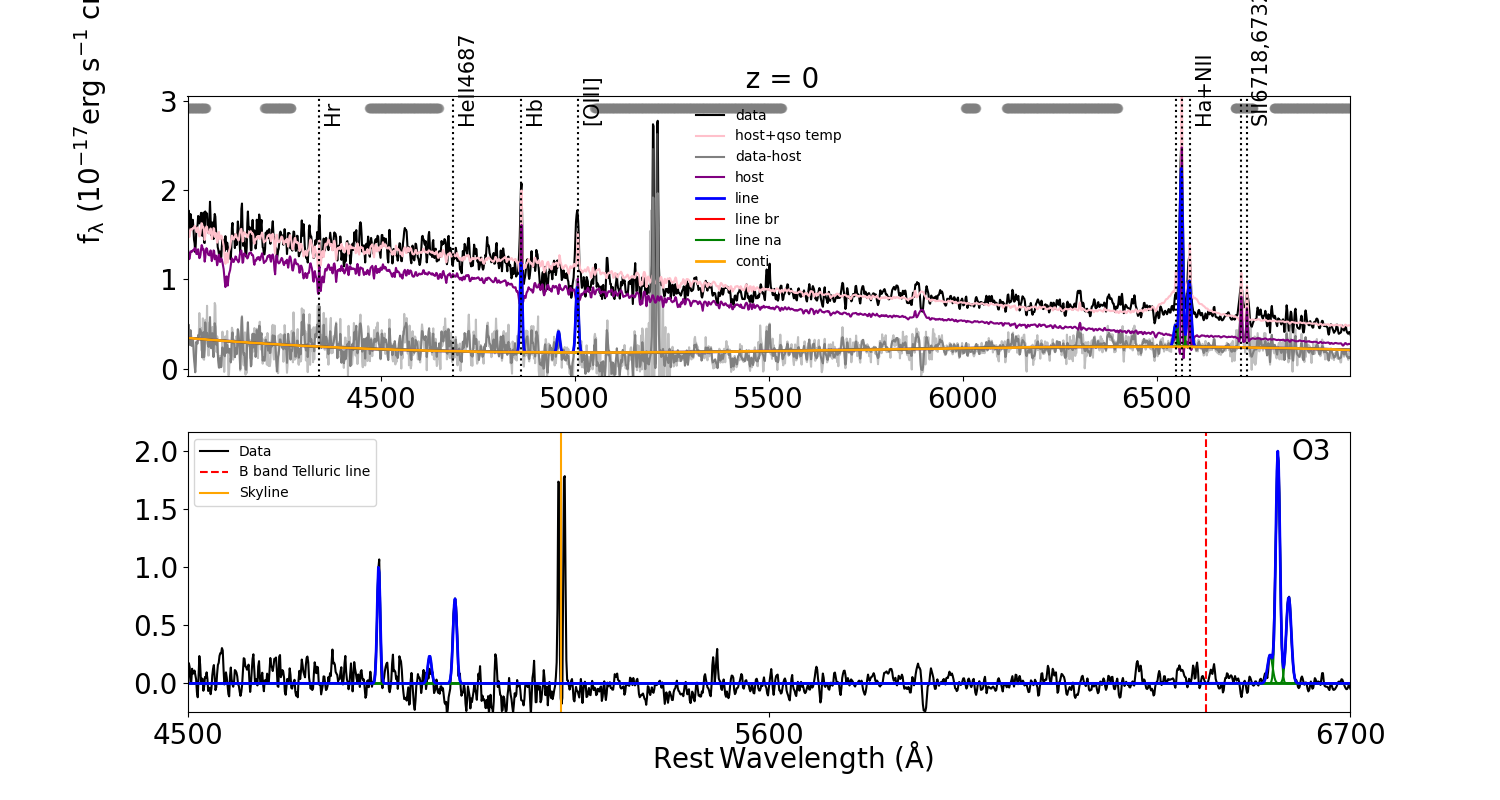 z = 0
fλ (10−17erg s−1 c
Hr
HeII4687
Hb
[OIII]
Ha+NII
SII6718,673
3
2
1
0
data
host+qso temp
data-host
host
line
line br
line na
conti
4500
5000
5500
6000
6500
2.0
1.5
1.0
0.5
0.0
Data
B band Telluric line
Skyline
O3
4500
5600
6700
Rest Wavelength (Å)